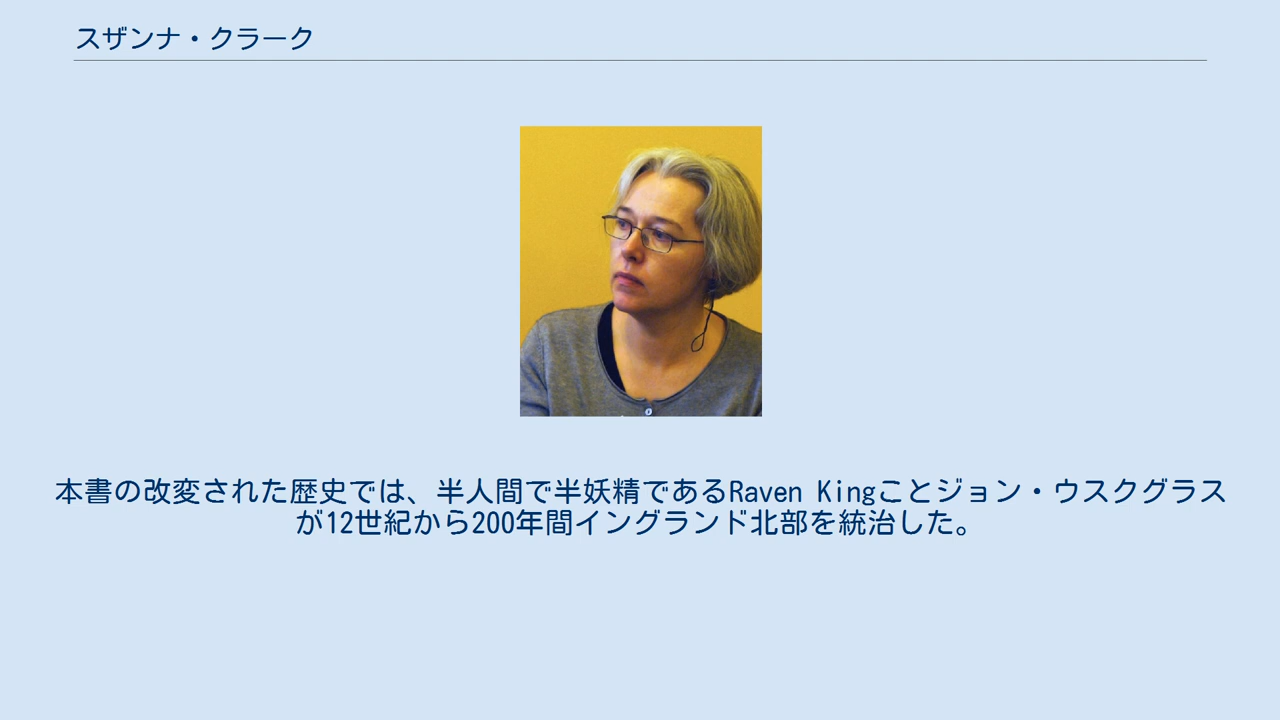 スザンナ・クラーク
本書の改変された歴史では、半人間で半妖精であるRaven Kingことジョン・ウスクグラス
が12世紀から200年間イングランド北部を統治した。